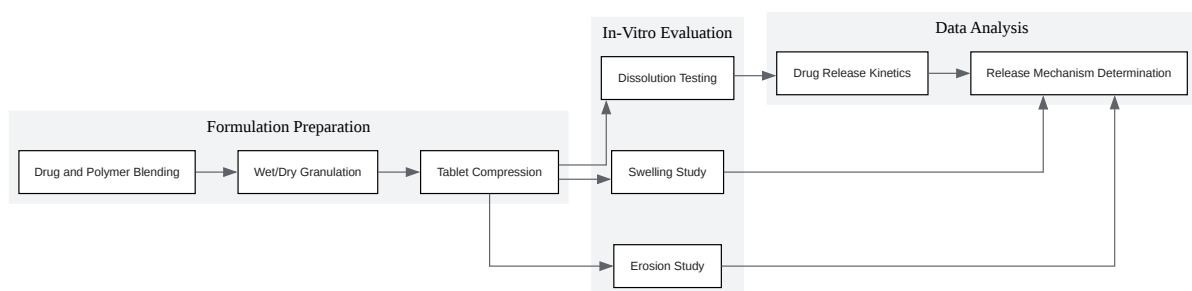 Formulation Preparation
Drug and Polymer Blending
Wet/Dry Granulation
Tablet Compression
In-Vitro Evaluation
Dissolution Testing
Swelling Study
Erosion Study
Data Analysis
Drug Release Kinetics
Release Mechanism Determination